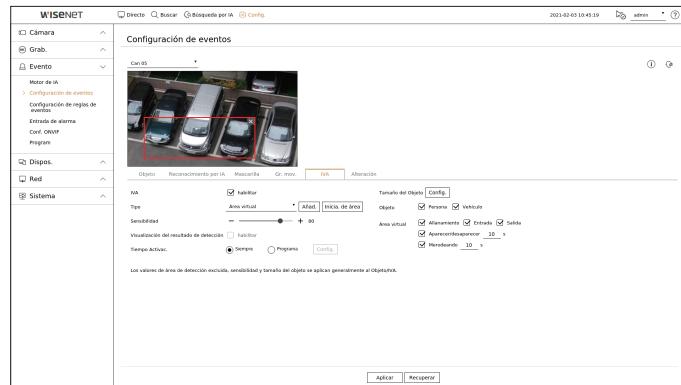 WISENET
Directo Buscar Búsqueda por IA Config.
2021-02-03 10:45:19 admin
Cámara
Grab.
Evento
Motor de IA
> Configuración de eventos
Configuración de reglas de
eventos
Entrada de alarma
Conf. ONVIF
Program
Dispos.
Red
Sistema
Configuración de eventos
Can 05
Objeto Reconocimiento por IA Mascarilla Gr. mov. IVA Alteración
IVA habilitar
Tipo Área virtual Añad. Inicia. de área
Sensibilidad − + 80
Visualización del resultado de detección habilitar
Tiempo Activac. Siempre Programa Config.
Tamaño del Objeto Config.
Objeto Persona Vehículo
Área virtual Allanamiento Entrada Salida
Aparecer/desaparecer 10 s
Merodeando 10 s
Los valores de área de detección excluida, sensibilidad y tamaño del objeto se aplican generalmente al Objeto/IVA.
Aplicar Recuperar